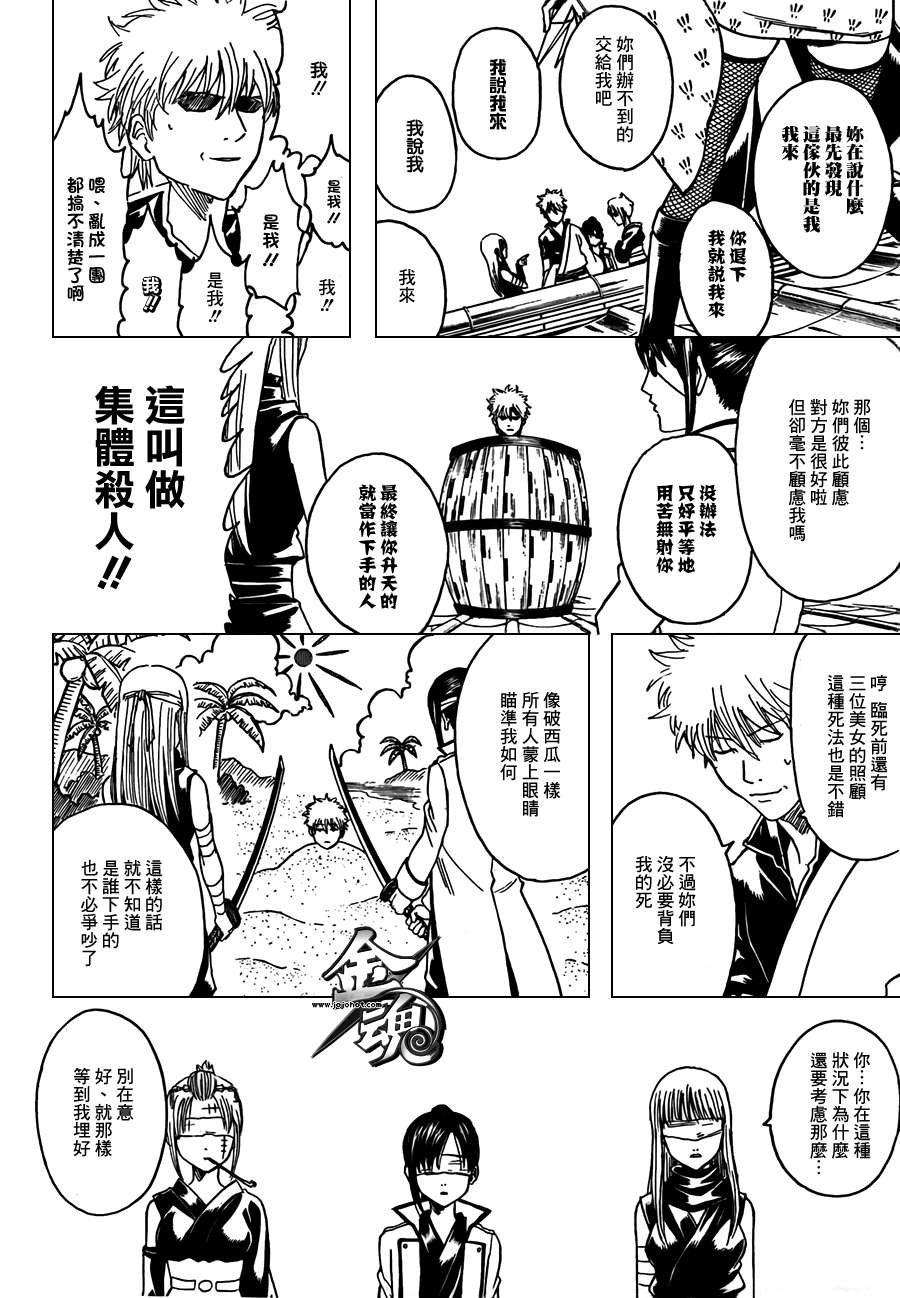 妳在說什麼
最先發現
這傢伙的是我
我來
你退下
我就說我來
妳們辦不到的
交給我吧
我說我來
我說我
我來
我!!
是我!!
是我!!
我!!
是我!!
我!!
喂、亂成一團
都搞不清楚了啊
那個…
妳們彼此顧慮
對方是很好啦
但卻毫不顧慮我嗎
沒辦法
只好平等地
用苦無射你
最終讓你升天的
就當作下手的人
這叫做
集體殺人!!
哼 臨死前還有
三位美女的照顧
這種死法也是不錯
不過妳們
沒必要背負
我的死
像破西瓜一樣
所有人蒙上眼睛
瞄準我如何
這樣的話
就不知道
是誰下手的
也不必爭吵了
金魂
www.jojohot.com
你…你在這種
狀況下為什麼
還要考慮那麼…
別在意
好、就那樣
等到我埋好